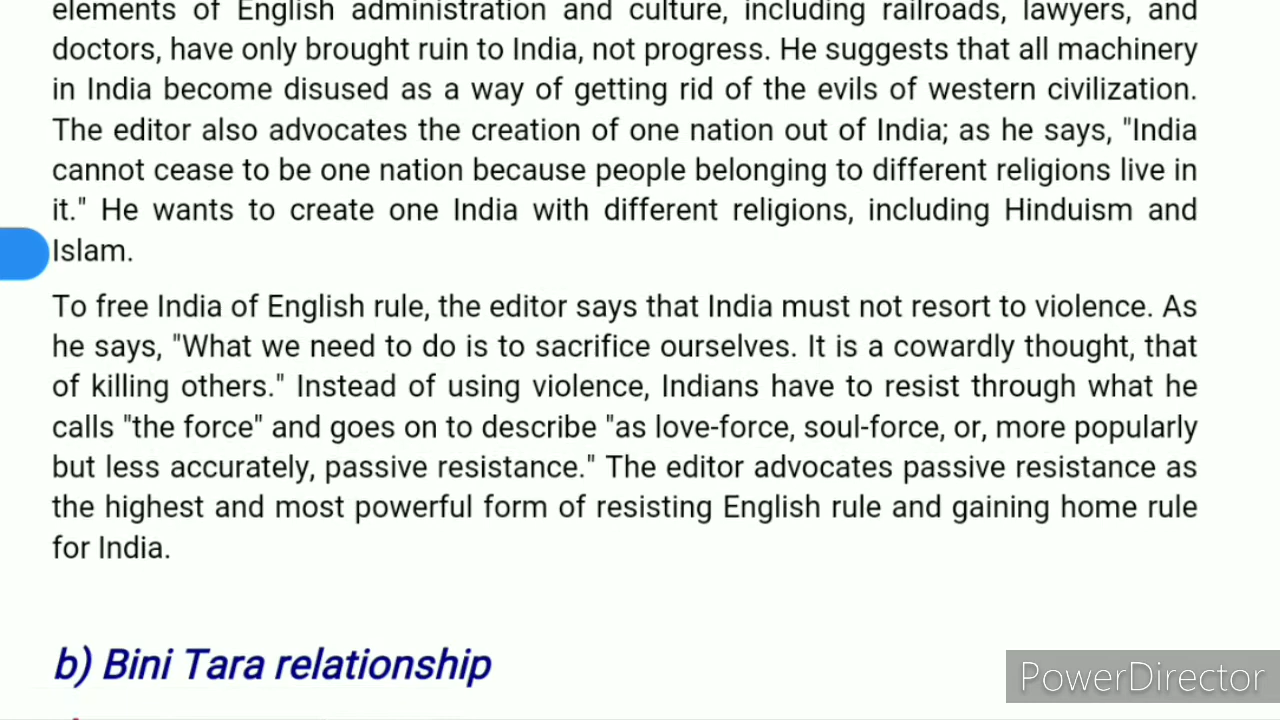 elements of English administration and culture, including railroads, lawyers, and
doctors, have only brought ruin to India, not progress. He suggests that all machinery
in India become disused as a way of getting rid of the evils of western civilization.
The editor also advocates the creation of one nation out of India; as he says, "India
cannot cease to be one nation because people belonging to different religions live in
it." He wants to create one India with different religions, including Hinduism and
Islam.
To free India of English rule, the editor says that India must not resort to violence. As
he says, "What we need to do is to sacrifice ourselves. It is a cowardly thought, that
of killing others." Instead of using violence, Indians have to resist through what he
calls "the force" and goes on to describe "as love-force, soul-force, or, more popularly
but less accurately, passive resistance." The editor advocates passive resistance as
the highest and most powerful form of resisting English rule and gaining home rule
for India.
b) Bini Tara relationship
PowerDirector